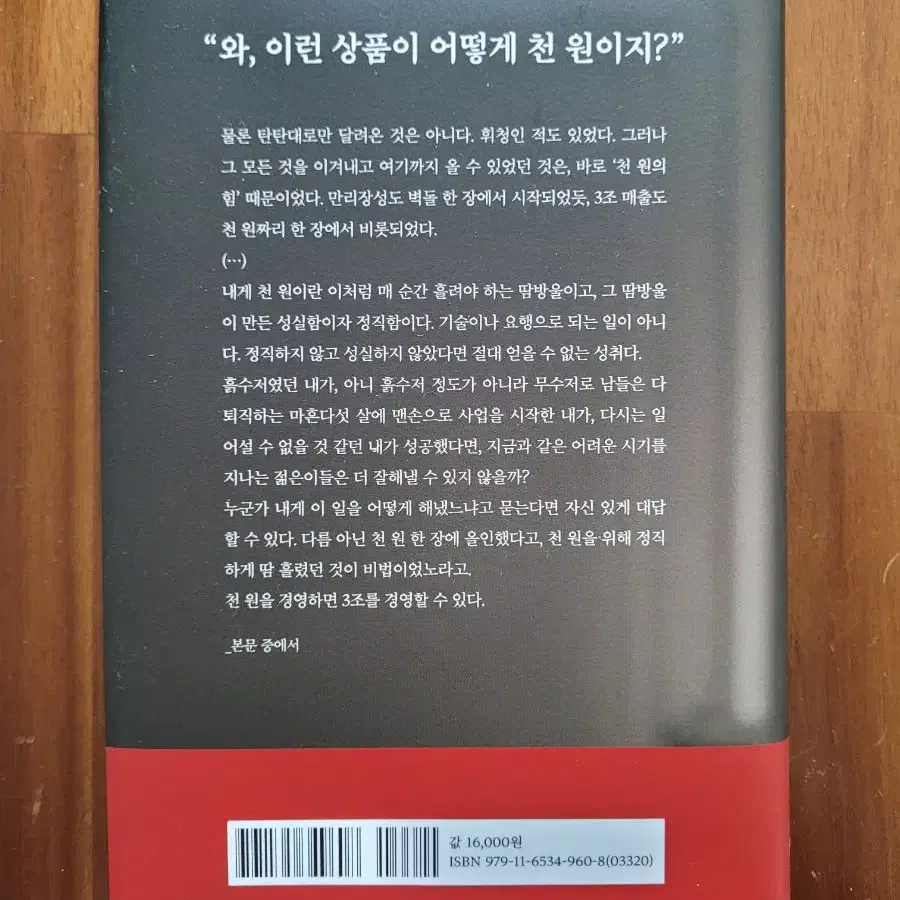 “와, 이런 상품이 어떻게 천 원이지?”
물론 탄탄대로만 달려온 것은 아니다. 휘청인 적도 있었다. 그러나
그 모든 것을 이겨내고 여기까지 올 수 있었던 것은, 바로 ‘천 원의
힘’ 때문이었다. 만리장성도 벽돌 한 장에서 시작되었듯, 3조 매출도
천 원짜리 한 장에서 비롯되었다.
(…)
내게 천 원이란 이처럼 매 순간 흘려야 하는 땀방울이고, 그 땀방울
이 만든 성실함이자 정직함이다. 기술이나 요행으로 되는 일이 아니
다. 정직하지 않고 성실하지 않았다면 절대 얻을 수 없는 성취다.
흙수저였던 내가, 아니 흙수저 정도가 아니라 무수저로 남들은 다
퇴직하는 마흔다섯 살에 맨손으로 사업을 시작한 내가, 다시는 일
어설 수 없을 것 같던 내가 성공했다면, 지금과 같은 어려운 시기를
지나는 젊은이들은 더 잘해낼 수 있지 않을까?
누군가 내게 이 일을 어떻게 해냈느냐고 묻는다면 자신 있게 대답
할 수 있다. 다름 아닌 천 원 한 장에 올인했다고, 천 원을 위해 정직
하게 땀 흘렸던 것이 비법이었노라고.
천 원을 경영하면 3조를 경영할 수 있다.
_본문 중에서
값 16,000원
ISBN 979-11-6534-960-8(03320)